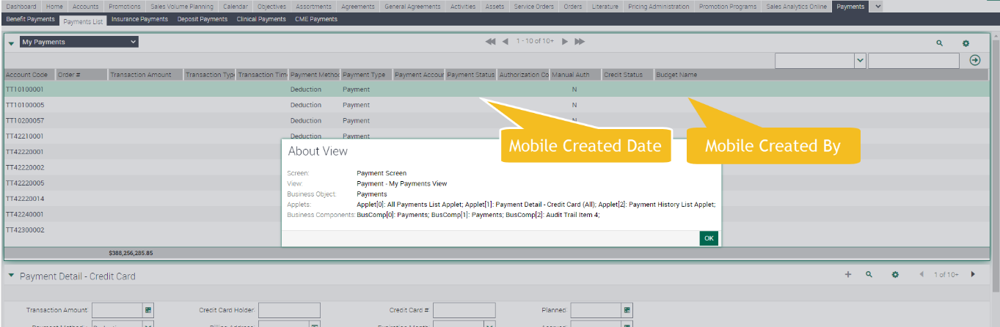 Dashboard Home Accounts Promotions Sales Volume Planning Calendar Objectives Assortments Agreements General Agreements Activities Assets Service Orders Orders Literature Pricing Administration Promotion Programs Sales Analytics Online Payments
Benefit Payments Payments List Insurance Payments Deposit Payments Clinical Payments CME Payments
My Payments 1 - 10 of 10+
Account Code Order # Transaction Amount Transaction Typ Transaction Tim Payment Method Payment Type Payment Accour Payment Status Authorization Co Manual Auth Credit Status Budget Name
TT10100001 Deduction Payment N
TT10100005 Deduction Payment N
TT10200057 Deduction Payment N
TT42210001 Deduction Payment
Mobile Created Date Mobile Created By
TT42220001
About View
TT42220002
Screen: Payment Screen
TT42220005
View: Payment - My Payments View
Business Object: Payments
TT42220014
Applets: Applet[0]: All Payments List Applet; Applet[1]: Payment Detail - Credit Card (All); Applet[2]: Payment History List Applet;
TT42240001
Business Components: BusComp[0]: Payments; BusComp[1]: Payments; BusComp[2]: Audit Trail Item 4;
TT42300002
OK
$388,256,285.85
Payment Detail - Credit Card 1 of 10+
Transaction Amount: Credit Card Holder: Credit Card #: Planned: